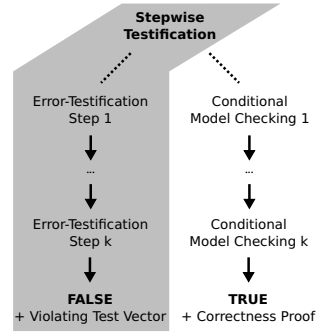 Stepwise
Testification
Error-Testification
Step 1
...
Error-Testification
Step k
FALSE
+ Violating Test Vector
Conditional
Model Checking 1
...
Conditional
Model Checking k
TRUE
+ Correctness Proof